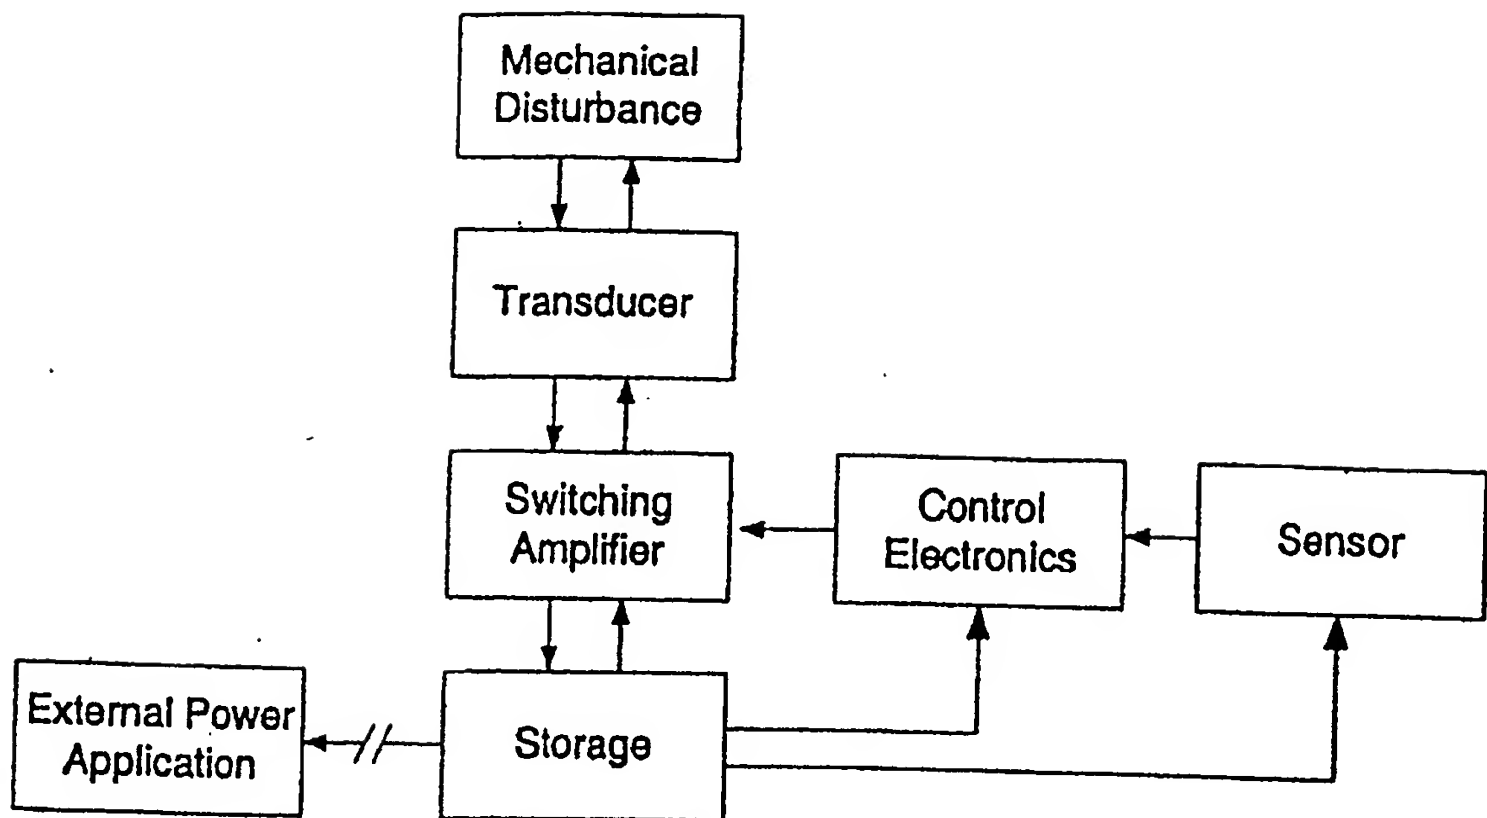 Mechanical
Disturbance
Transducer
Switching
Amplifier
Control
Electronics
Sensor
External Power
Application
Storage